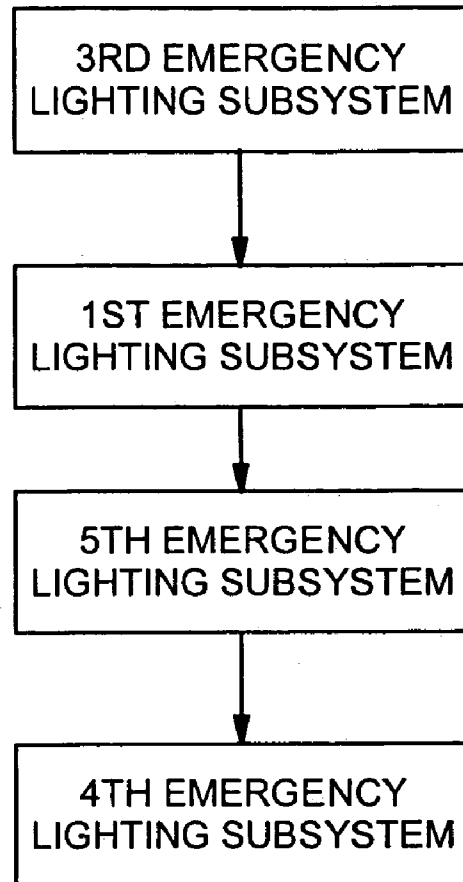 3RD EMERGENCY
LIGHTING SUBSYSTEM
1ST EMERGENCY
LIGHTING SUBSYSTEM
5TH EMERGENCY
LIGHTING SUBSYSTEM
4TH EMERGENCY
LIGHTING SUBSYSTEM